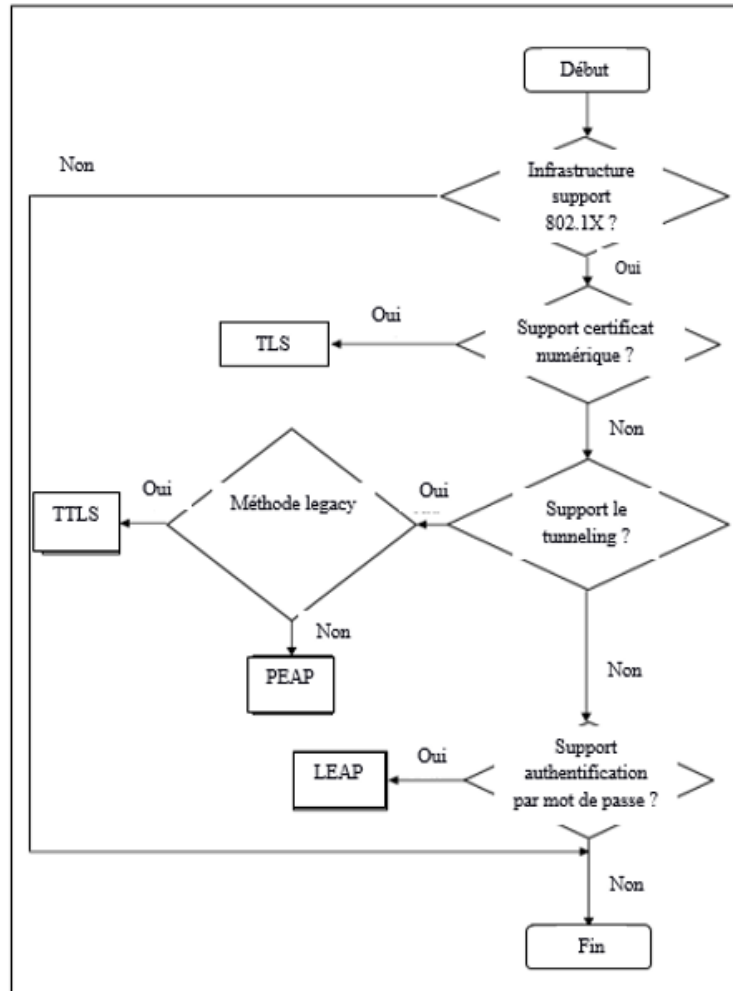 Début
Non
Infrastructure
support
802.1X ?
Oui
Oui
Support certificat
numérique ?
TLS
Non
Oui
Méthode legacy
Oui
TTLS
Support le
tunneling ?
Non
PEAP
Non
Support
authentification
par mot de passe ?
Oui
LEAP
Non
Fin